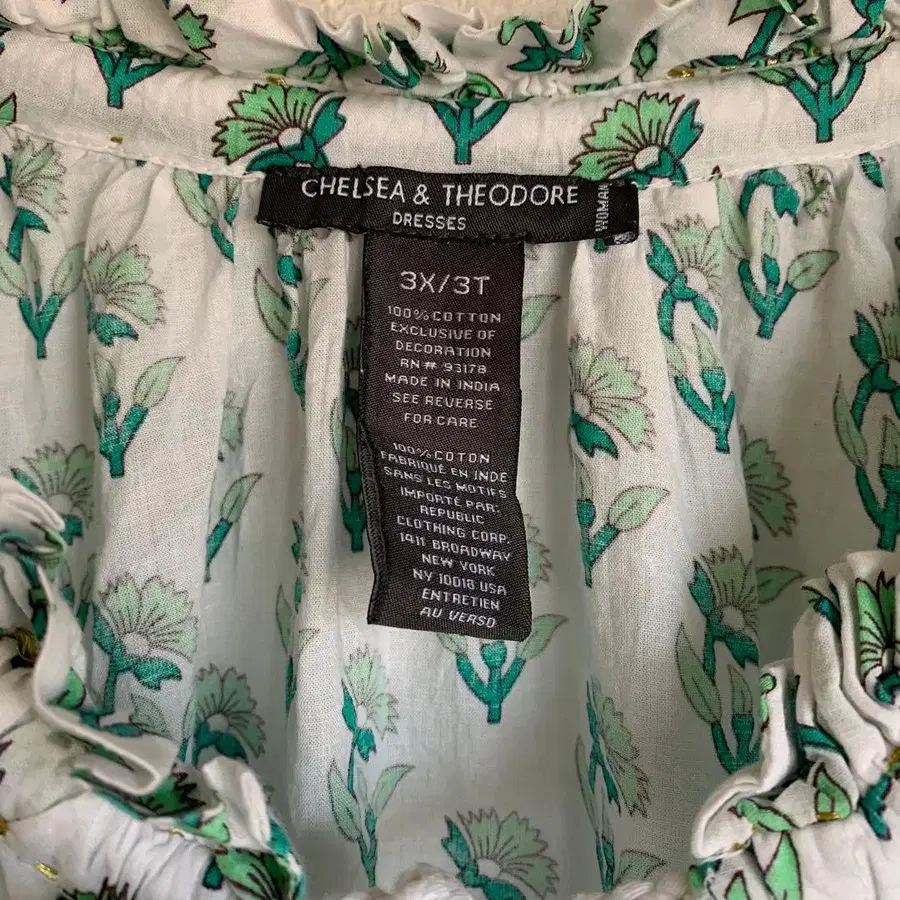 CHELSEA & THEODORE
DRESSES
WOMAN
3X/3T
100% COTTON
EXCLUSIVE OF
DECORATION
RN# 93178
MADE IN INDIA
SEE REVERSE
FOR CARE
100% COTON
FABRIQUÉ EN INDE
SANS LES MOTIFS
IMPORTÉ PAR:
REPUBLIC
CLOTHING CORP.
1411 BROADWAY
NEW YORK
NY 10018 USA
ENTRETIEN
AU VERSO